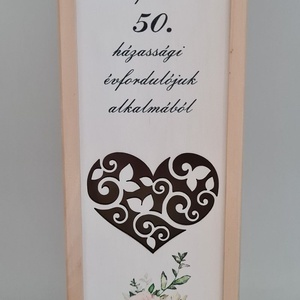 50.
házassági
évfordulójuk
alkalmából